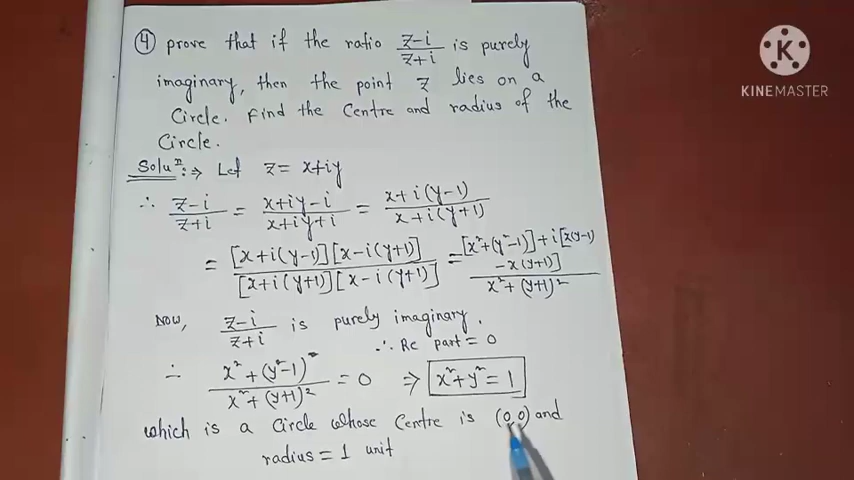 ④ prove that if the ratio (z-i)/(z+i) is purely
imaginary, then the point z lies on a
Circle. Find the Centre and radius of the
Circle.
Soluⁿ:⇒ Let z = x+iy
∴ (z-i)/(z+i) = (x+iy-i)/(x+iy+i) = (x+i(y-1))/(x+i(y+1))
= ([x+i(y-1)][x-i(y+1)])/([x+i(y+1)][x-i(y+1)]) = ([x²+(y²-1)]+i[x(y-1)-x(y+1)])/(x²+(y+1)²)
Now, (z-i)/(z+i) is purely imaginary.
∴ Re part = 0
∴ (x²+(y²-1))/(x²+(y+1)²) = 0 ⇒ x²+y²=1
which is a Circle whose Centre is (0,0) and
radius = 1 unit
K
KINEMASTER